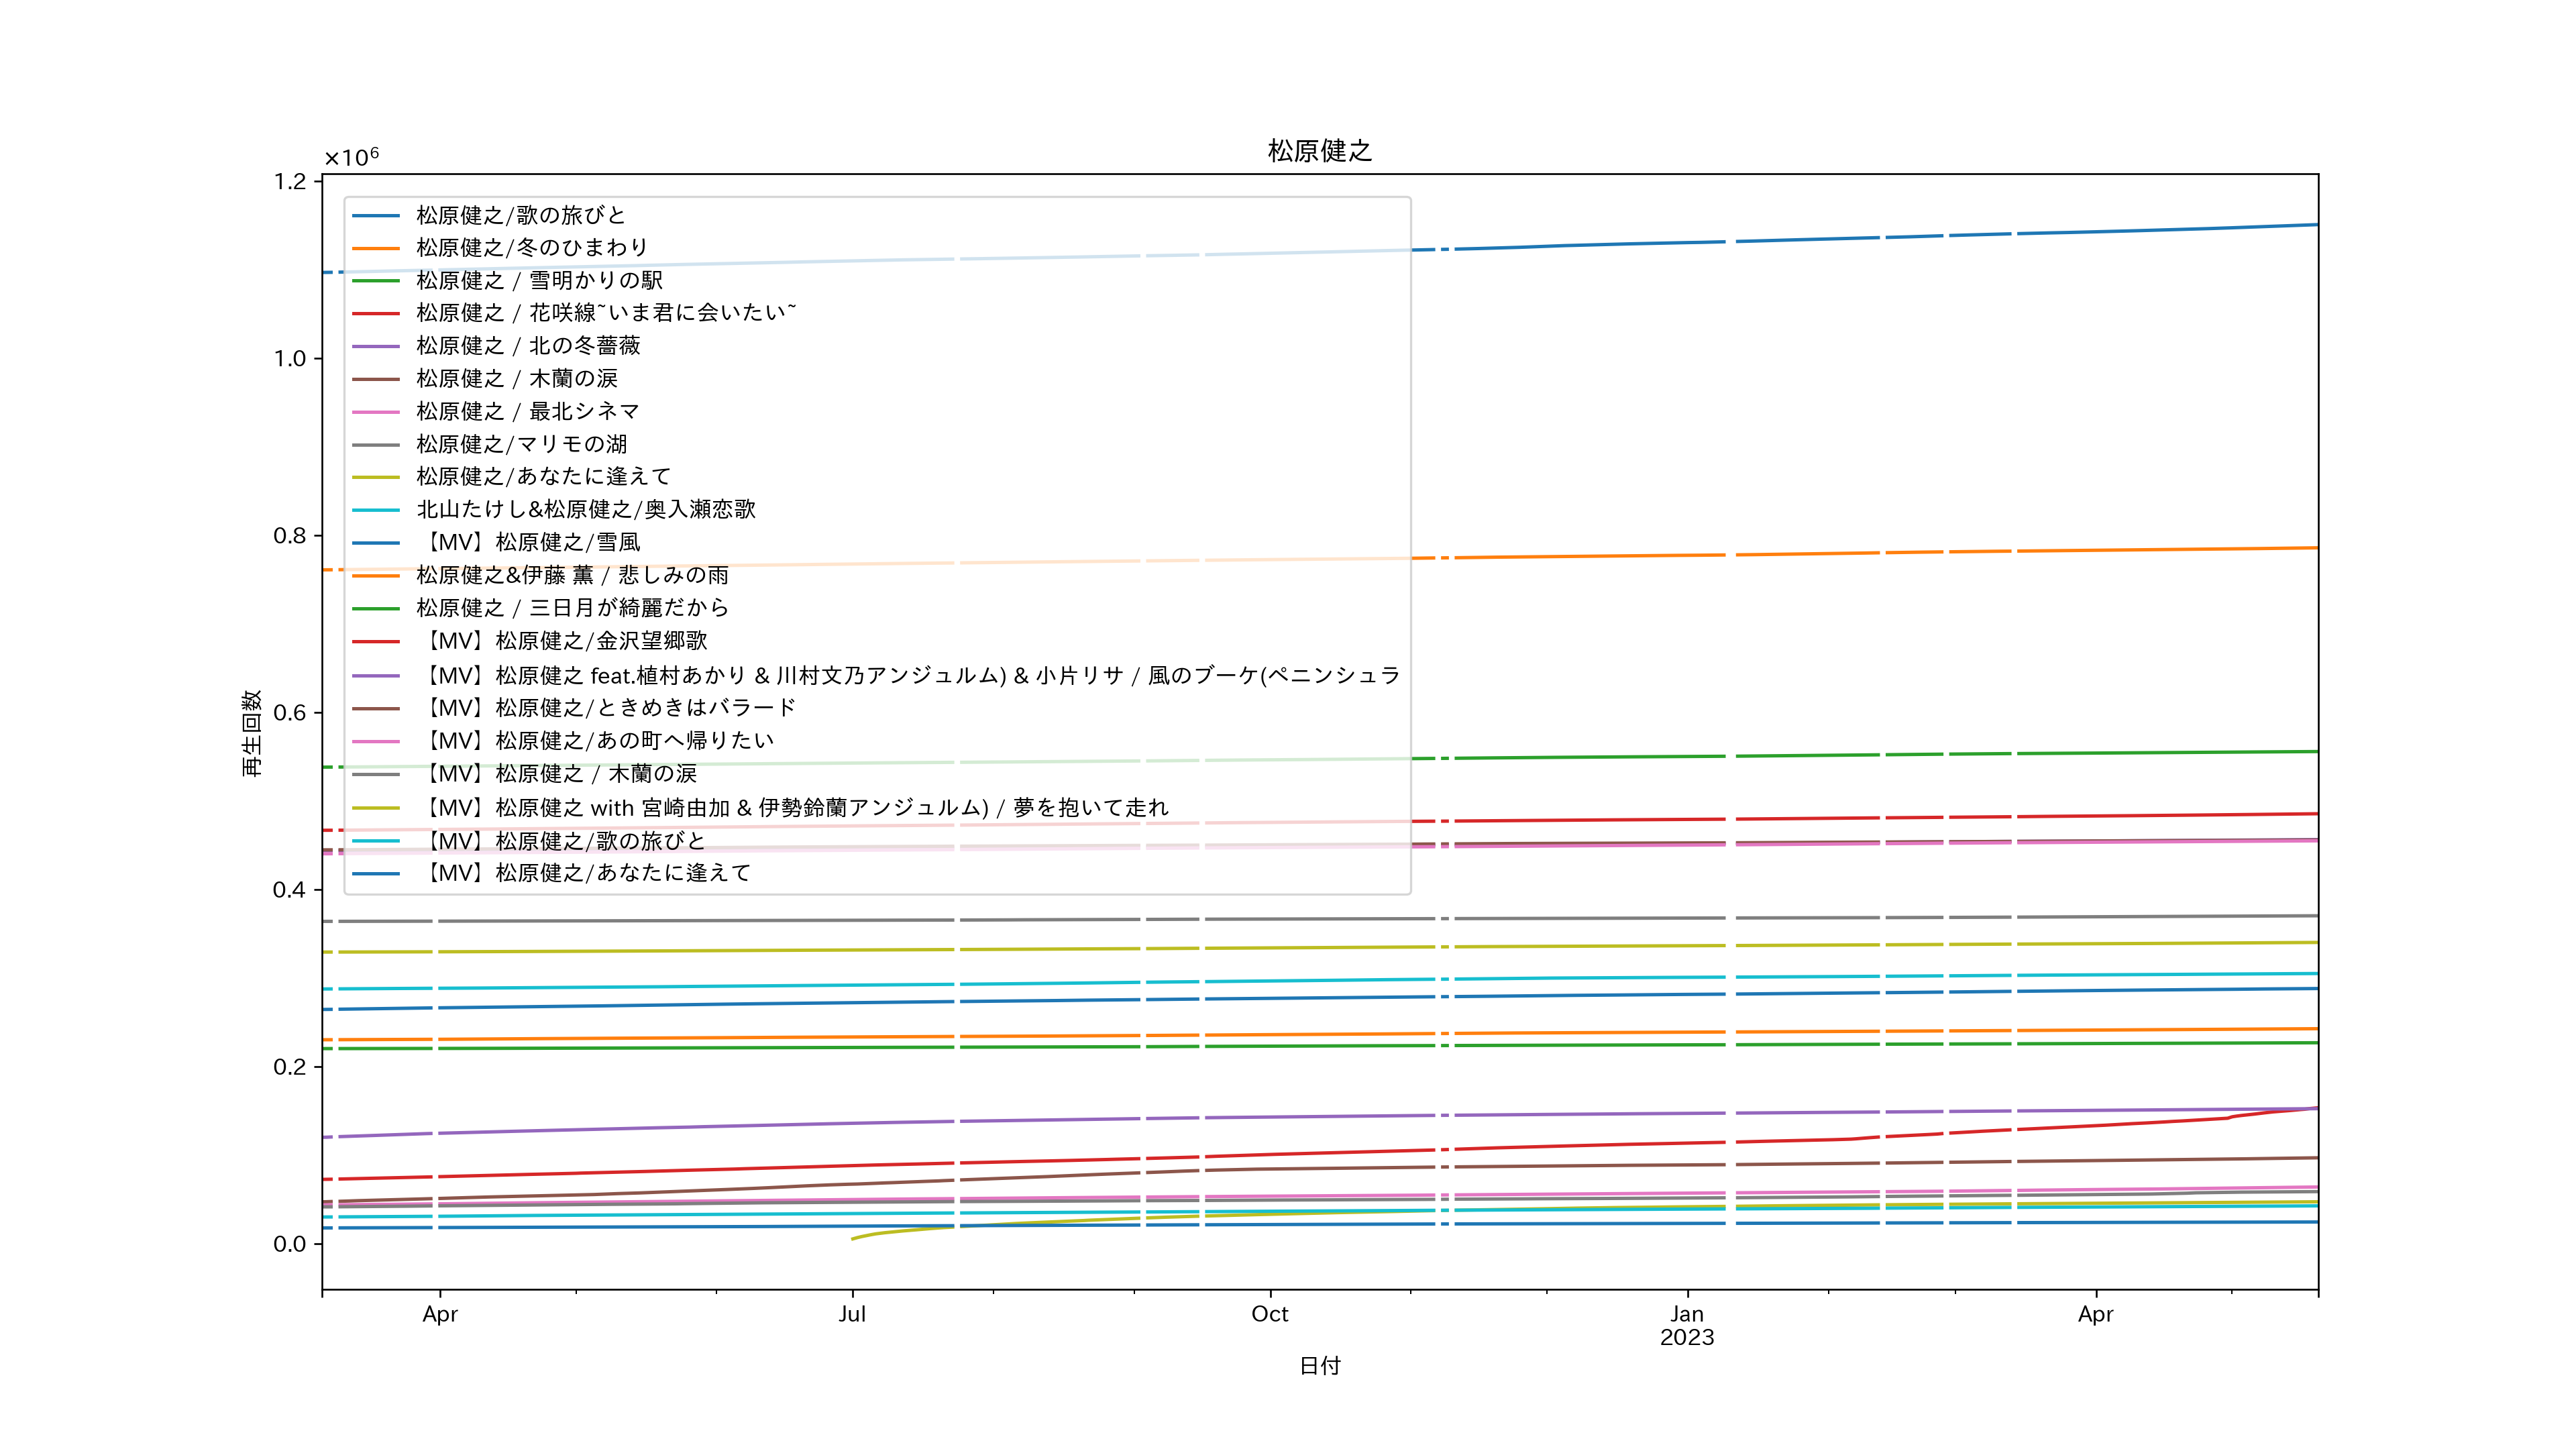 松原健之
×10⁶
1.2
1.0
0.8
0.6
0.4
0.2
0.0
再生回数
松原健之/歌の旅びと
松原健之/冬のひまわり
松原健之 / 雪明かりの駅
松原健之 / 花咲線~いま君に会いたい~
松原健之 / 北の冬薔薇
松原健之 / 木蘭の涙
松原健之 / 最北シネマ
松原健之/マリモの湖
松原健之/あなたに逢えて
北山たけし&松原健之/奥入瀬恋歌
【MV】松原健之/雪風
松原健之&伊藤 薫 / 悲しみの雨
松原健之 / 三日月が綺麗だから
【MV】松原健之/金沢望郷歌
【MV】松原健之 feat.植村あかり & 川村文乃アンジュルム) & 小片リサ / 風のブーケ(ペニンシュラ
【MV】松原健之/ときめきはバラード
【MV】松原健之/あの町へ帰りたい
【MV】松原健之 / 木蘭の涙
【MV】松原健之 with 宮崎由加 & 伊勢鈴蘭アンジュルム) / 夢を抱いて走れ
【MV】松原健之/歌の旅びと
【MV】松原健之/あなたに逢えて
Apr Jul Oct Jan Apr
2023
日付